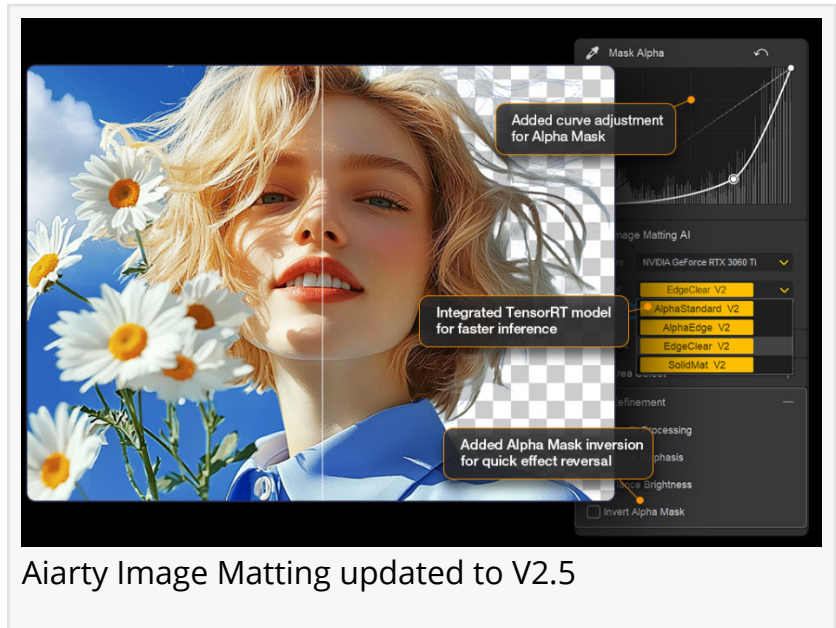 Mask Alpha
Added curve adjustment
for Alpha Mask
Image Matting AI
NVIDIA GeForce RTX 3060 Ti
EdgeClear V2
Integrated TensorRT model
for faster inference
AlphaStandard V2
AlphaEdge V2
EdgeClear V2
SolidMat V2
Area Select
Refinement
Processing
Added Alpha Mask inversion
for quick effect reversal
Brightness
Invert Alpha Mask
Aiarty Image Matting updated to V2.5